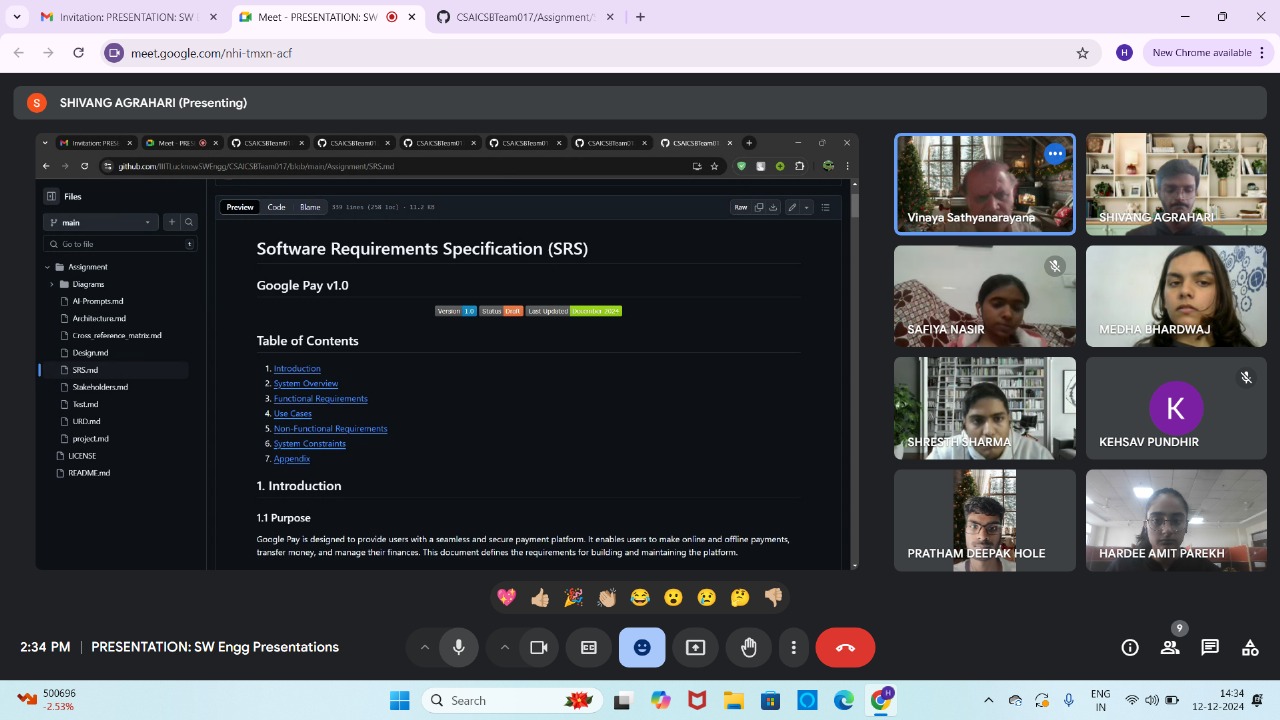 Invitation: PRESENTATION: SW
Meet - PRESENTATION: SW
CSAICSBTeam017/Assignment/S
meet.google.com/nhi-tmxn-acf
H
New Chrome available
S
SHIVANG AGRAHARI (Presenting)
Invitation: PRESE
Meet - PRES
CSAICSBTeam01
CSAICSBTeam01
CSAICSBTeam01
CSAICSBTeam01
CSAICSBTeam01
CSAICSBTeam01
github.com/IIITLucknowSWEngg/CSAICSBTeam017/blob/main/Assignment/SRS.md
Files
main
Go to file
t
Assignment
Diagrams
AI-Prompts.md
Architecture.md
Cross_reference_matrix.md
Design.md
SRS.md
Stakeholders.md
Test.md
URD.md
project.md
LICENSE
README.md
Preview
Code
Blame
339 lines (258 loc) · 11.2 KB
Raw
Software Requirements Specification (SRS)
Google Pay v1.0
Version 1.0
Status Draft
Last Updated December 2024
Table of Contents
1. Introduction
2. System Overview
3. Functional Requirements
4. Use Cases
5. Non-Functional Requirements
6. System Constraints
7. Appendix
1. Introduction
1.1 Purpose
Google Pay is designed to provide users with a seamless and secure payment platform. It enables users to make online and offline payments,
transfer money, and manage their finances. This document defines the requirements for building and maintaining the platform.
Vinaya Sathyanarayana
SHIVANG AGRAHARI
SAFIYA NASIR
MEDHA BHARDWAJ
SHRESTH SHARMA
K
KEHSAV PUNDHIR
PRATHAM DEEPAK HOLE
HARDEE AMIT PAREKH
2:34 PM
PRESENTATION: SW Engg Presentations
9
500696
-2.53%
Search
H
ENG
IN
14:34
12-12-2024